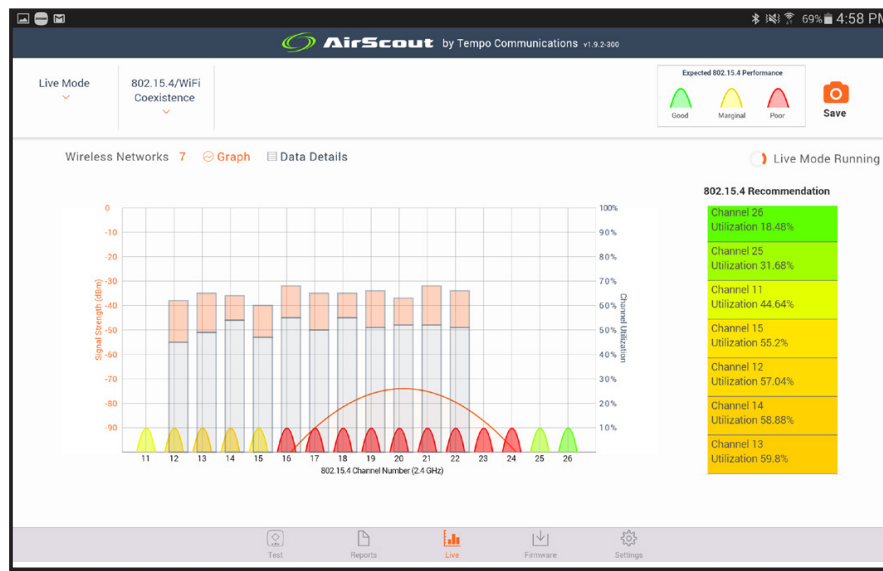 69% 4:58 PM
AirScout by Tempo Communications v1.9.2-300
Live Mode
802.15.4/WiFi
Coexistence
Expected 802.15.4 Performance
Good Marginal Poor
Save
Wireless Networks 7 Graph Data Details
Live Mode Running
802.15.4 Recommendation
Channel 26
Utilization 18.48%
Channel 25
Utilization 31.68%
Channel 11
Utilization 44.64%
Channel 15
Utilization 55.2%
Channel 12
Utilization 57.04%
Channel 14
Utilization 58.88%
Channel 13
Utilization 59.8%
Signal Strength (dBm)
0
-10
-20
-30
-40
-50
-60
-70
-80
-90
100%
90%
80%
70%
60%
50%
40%
30%
20%
10%
Channel Utilization
11 12 13 14 15 16 17 18 19 20 21 22 23 24 25 26
802.15.4 Channel Number (2.4 GHz)
Test Reports Live Firmware Settings